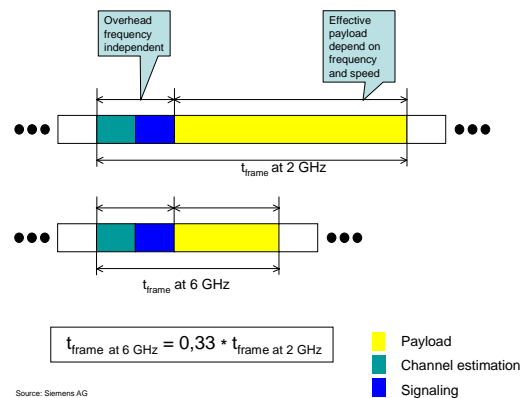 Overhead
frequency
independent
Effective
payload
depend on
frequency
and speed
t_frame at 2 GHz
t_frame at 6 GHz
t_frame at 6 GHz = 0,33 * t_frame at 2 GHz
Payload
Channel estimation
Signaling
Source: Siemens AG